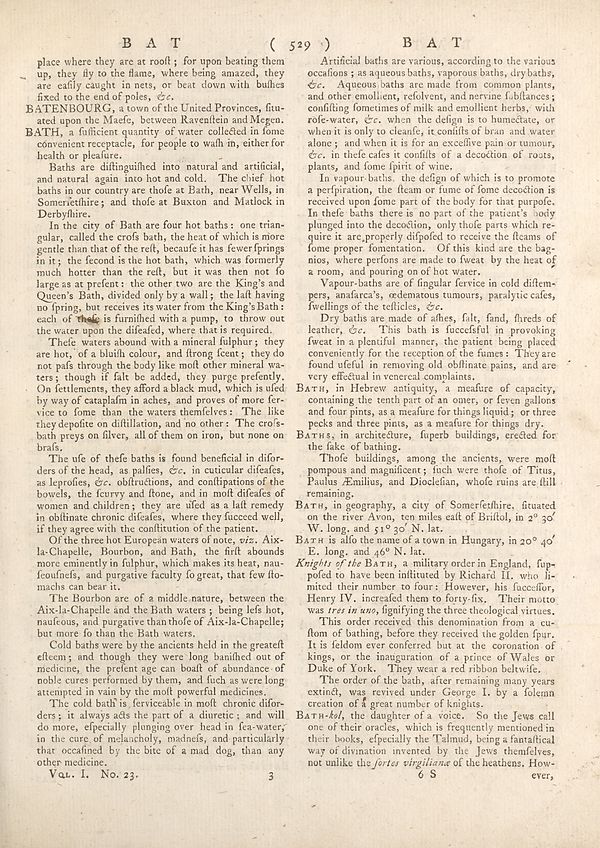 B A T ( 529 ) B A T
place where they are at rooſt ; for upon beating them
up, they fly to the flame, where being amazed, they
are eaſily caught in nets, or beat down with buſhes
fixed to the end of poles, &c.
BATENBOURG, a town of the United Provinces, ſitu-
ated upon the Maeſe, between Ravenſtein and Megen.
BATH, a ſufficient quantity of water collected in ſome
convenient receptacle, for people to waſh in, either for
health or pleaſure.
Baths are diſtinguiſhed into natural and artificial,
and natural again into hot and cold. The chief hot
baths in our country are thoſe at Bath, near Wells, in
Somerſetſhire ; and thoſe at Buxton and Matlock in
Derbyſhire.
In the city of Bath are four hot baths : one trian-
gular, called the croſs bath, the heat of which is more
gentle than that of the reſt, becauſe it has fewer ſprings
in it ; the ſecond is the hot bath, which was formerly
much hotter than the reſt, but it was then not ſo
large as at preſent : the other two are the King's and
Queen's Bath, divided only by a wall ; the laſt having
no ſpring, but receives its water from the King's Bath :
each of theſe is furniſhed with a pump, to throw out
the water upon the diſeaſed, where that is required.
Theſe waters abound with a mineral ſulphur ; they
are hot, of a bluiſh colour, and ſtrong ſcent ; they do
not paſs through the body like moſt other mineral wa-
ters ; though if ſalt be added, they purge preſently.
On ſettlements, they afford a black mud, which is uſed
by way of cataplaſm in aches, and proves of more ſer-
vice to ſome than the waters themſelves : The like
they depoſite on diſtillation, and no other : The croſs-
bath preys on ſilver, all of them on iron, but none on
braſs.
The uſe of theſe baths is found beneficial in diſor-
ders of the head, as palſies, &c. in cuticular diſeaſes,
as leproſies, &c. obſtructions, and conſtipations of the
bowels, the ſcurvy and ſtone, and in moſt diſeaſes of
women and children ; they are uſed as a laſt remedy
in obſtinate chronic diſeaſes, where they ſucceed well,
if they agree with the conſtitution of the patient.
Of the three hot European waters of note, viz. Aix-
la-Chapelle, Bourbon, and Bath, the firſt abounds
more eminently in ſulphur, which makes its heat, nau-
ſeouſneſs, and purgative faculty ſo great, that few ſto-
machs can bear it.
The Bourbon are of a middle nature, between the
Aix-la-Chapelle and the Bath waters ; being leſs hot,
nauſeous, and purgative than thoſe of Aix-la-Chapelle;
but more ſo than the Bath waters.
Cold baths were by the ancients held in the greateſt
eſteem ; and though they were long baniſhed out of
medicine, the preſent age can boaſt of abundance of
noble cures performed by them, and ſuch as were long
attempted in vain by the moſt powerful medicines.
The cold bath is ſerviceable in moſt chronic diſor-
ders ; it always acts the part of a diuretic ; and will
do more, eſpecially plunging over head in ſea-water,
in the cure of melancholy, madneſs, and particularly
that occaſined by the bite of a mad dog, than any
other medicine.
Vol. I. No. 23. 3
Artificial baths are various, according to the various
occaſions ; as aqueous baths, vaporous baths, dry baths,
&c. Aqueous baths are made from common plants,
and other emollient, reſolvent, and nervine ſubſtances ;
conſiſting ſometimes of milk and emollient herbs, with
roſe-water, &c. when the deſign is to humectate, or
when it is only to cleanſe, it conſiſts of bran and water
alone ; and when it is for an exceſſive pain or tumour,
&c. in theſe caſes it conſiſts of a decoction of roots,
plants, and ſome ſpirit of wine.
In vapour-baths, the deſign of which is to promote
a perſpiration, the ſteam or fume of ſome decoction is
received upon ſome part of the body for that purpoſe.
In theſe baths there is no part of the patient's body
plunged into the decoction, only thoſe parts which re-
quire it are properly diſpoſed to receive the ſteams of
ſome proper fomentation. Of this kind are the bag-
nios, where perſons are made to ſweat by the heat of
a room, and pouring on of hot water.
Vapour-baths are of ſingular ſervice in cold diſtem-
pers, anaſarca's, œdematous tumours, paralytic caſes,
ſwellings of the teſticles, &c.
Dry baths are made of aſhes, ſalt, ſand, ſhreds of
leather, &c. This bath is ſucceſsful in provoking
ſweat in a plentiful manner, the patient being placed
conveniently for the reception of the fumes : They are
found uſeful in removing old obſtinate pains, and are
very effectual in venereal complaints.
BATH, in Hebrew antiquity, a meaſure of capacity,
containing the tenth part of an omer, or ſeven gallons
and four pints, as a meaſure for things liquid ; or three
pecks and three pints, as a meaſure for things dry.
BATHS, in architecture, ſuperb buildings, erected for
the ſake of bathing.
Thoſe buildings, among the ancients, were moſt
pompous and magnificent ; ſuch were thoſe of Titus,
Paulus Æmilius, and Diocleſian, whoſe ruins are ſtill
remaining.
BATH, in geography, a city of Somerſetſhire, ſituated
on the river Avon, ten miles eaſt of Briſtol, in 2° 30′
W. long. and 51° 30′ N. lat.
BATH is alſo the name of a town in Hungary, in 20° 40′
E. long. and 46° N. lat.
Knights of the BATH, a military order in England, ſup-
poſed to have been inſtituted by Richard II. who li-
mited their number to four : However, his ſucceſſor,
Henry IV. increaſed them to forty-ſix. Their motto
was tres in uno, ſignifying the three theological virtues.
This order received this denomination from a cu-
ſtom of bathing, before they received the golden ſpur.
It is ſeldom ever conferred but at the coronation of
kings, or the inauguration of a prince of Wales or
Duke of York. They wear a red ribbon beltwiſe.
The order of the bath, after remaining many years
extinct, was revived under George I. by a ſolemn
creation of a great number of knights.
BATH-kol, the daughter of a voice. So the Jews call
one of their oracles, which is frequently mentioned in
their books, eſpecially the Talmud, being a fantaſtical
way of divination invented by the Jews themſelves,
not unlike the ſortes virgilianæ of the heathens. How-
6 S ever,